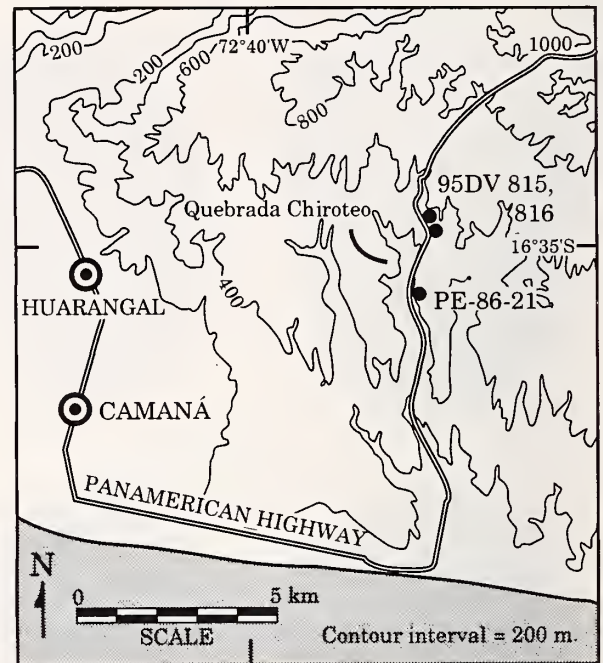 200
200
600
72°40'W
1000
800
95DV 815,
816
Quebrada Chiroteo
16°35'S
400
HUARANGAL
PE-86-21
CAMANÁ
PANAMERICAN HIGHWAY
N
0 5 km
SCALE
Contour interval = 200 m.